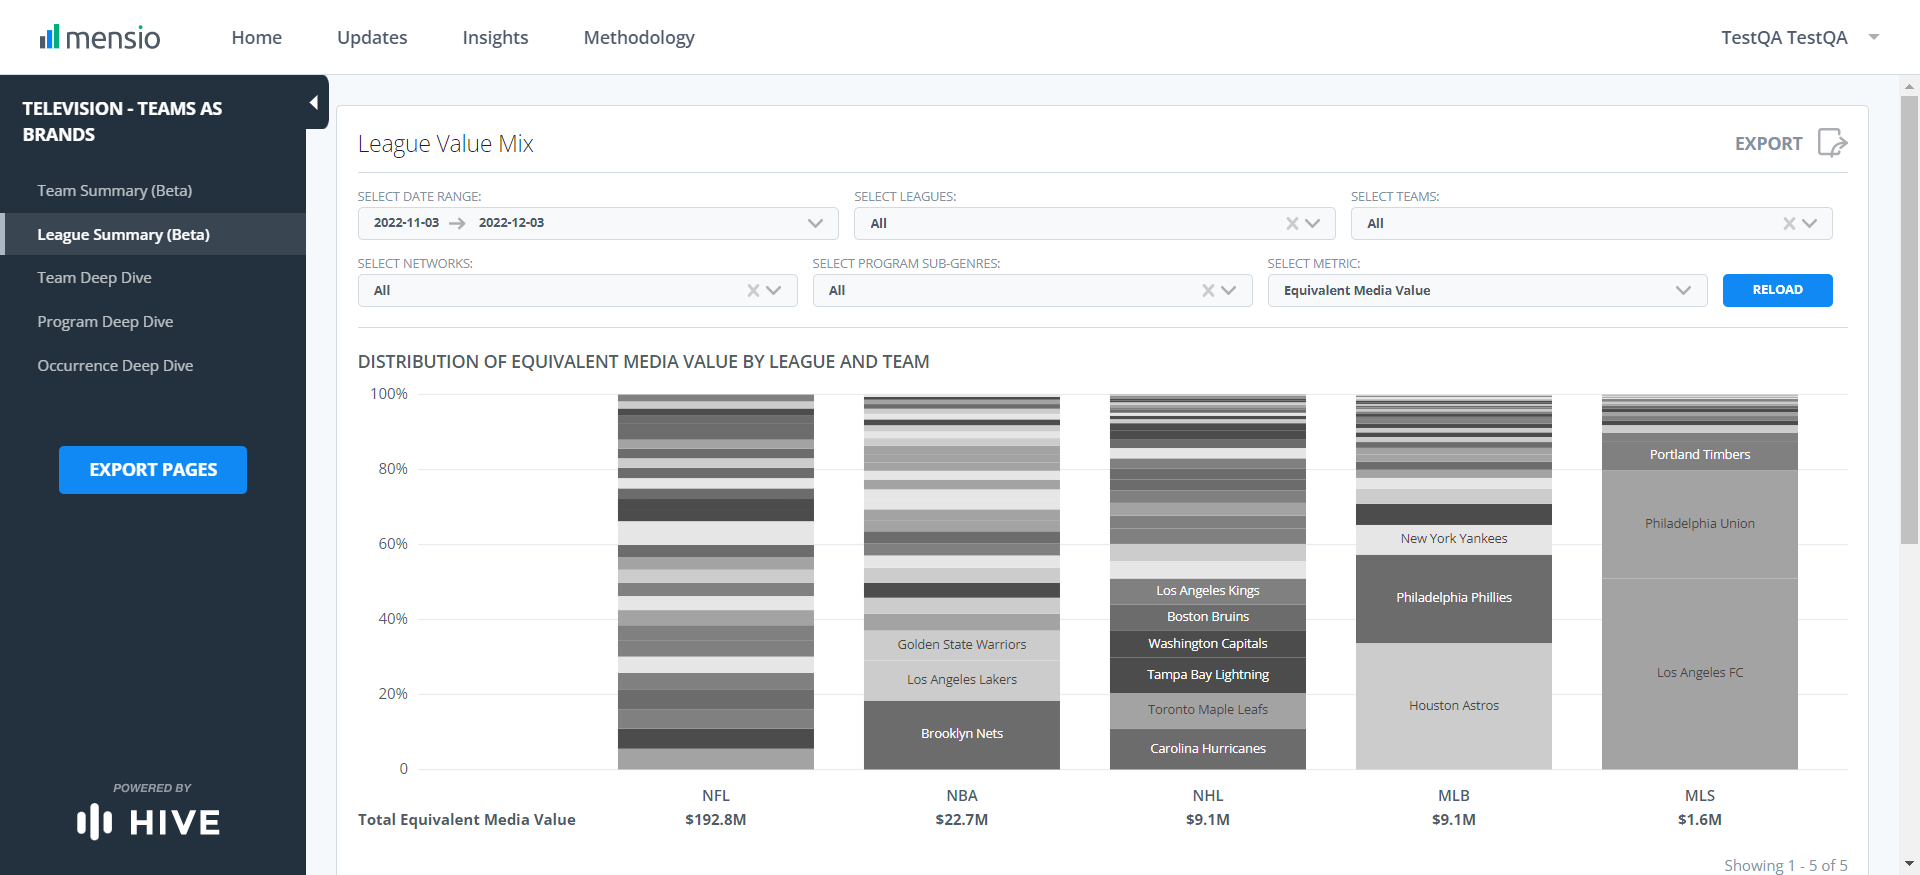 mensio
Home
Updates
Insights
Methodology
TestQA TestQA
TELEVISION - TEAMS AS
BRANDS
Team Summary (Beta)
League Summary (Beta)
Team Deep Dive
Program Deep Dive
Occurrence Deep Dive
EXPORT PAGES
POWERED BY
HIVE
League Value Mix
EXPORT
SELECT DATE RANGE:
2022-11-03
2022-12-03
SELECT LEAGUES:
All
SELECT TEAMS:
All
SELECT NETWORKS:
All
SELECT PROGRAM SUB-GENRES:
All
SELECT METRIC:
Equivalent Media Value
RELOAD
DISTRIBUTION OF EQUIVALENT MEDIA VALUE BY LEAGUE AND TEAM
100%
80%
60%
40%
20%
0
Golden State Warriors
Los Angeles Lakers
Brooklyn Nets
Los Angeles Kings
Boston Bruins
Washington Capitals
Tampa Bay Lightning
Toronto Maple Leafs
Carolina Hurricanes
New York Yankees
Philadelphia Phillies
Houston Astros
Portland Timbers
Philadelphia Union
Los Angeles FC
NFL
NBA
NHL
MLB
MLS
Total Equivalent Media Value
$192.8M
$22.7M
$9.1M
$9.1M
$1.6M
Showing 1 - 5 of 5